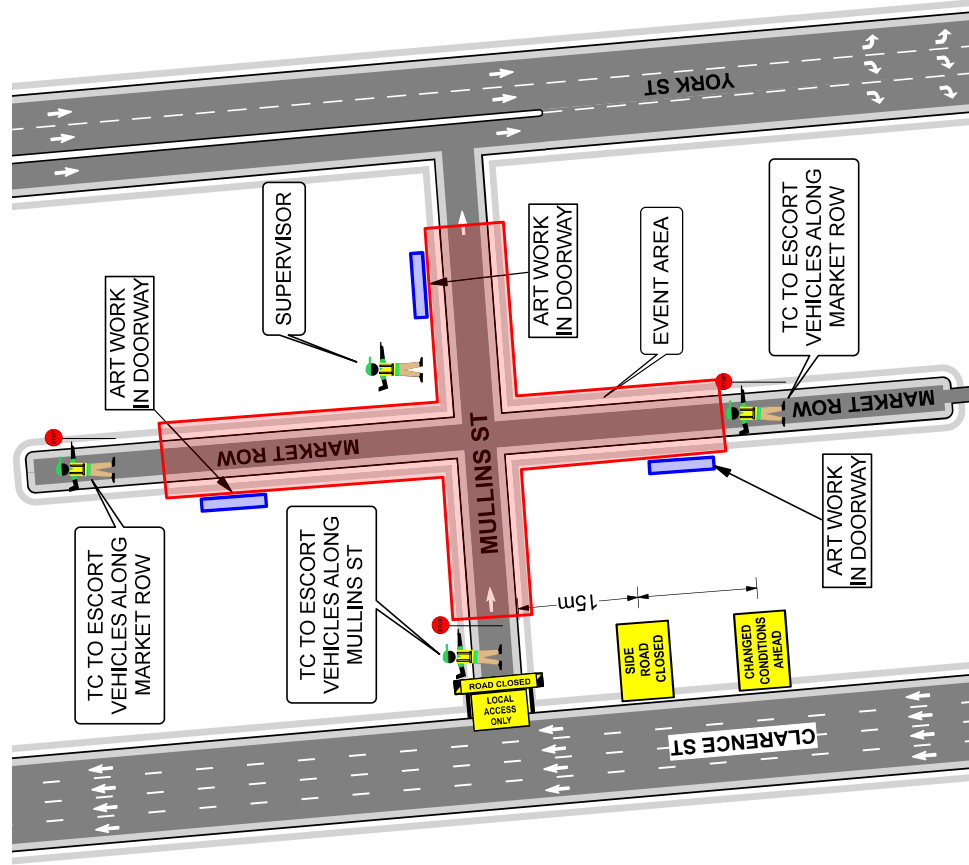 YORK ST
SUPERVISOR
ART WORK
IN DOORWAY
ART WORK
IN DOORWAY
EVENT AREA
TC TO ESCORT
VEHICLES ALONG
MARKET ROW
STOP
MARKET ROW
STOP
MARKET ROW
MULLINS ST
TC TO ESCORT
VEHICLES ALONG
MARKET ROW
TC TO ESCORT
VEHICLES ALONG
MULLINS ST
STOP
ART WORK
IN DOORWAY
15m
ROAD CLOSED
LOCAL
ACCESS
ONLY
SIDE
ROAD
CLOSED
CHANGED
CONDITIONS
AHEAD
CLARENCE ST